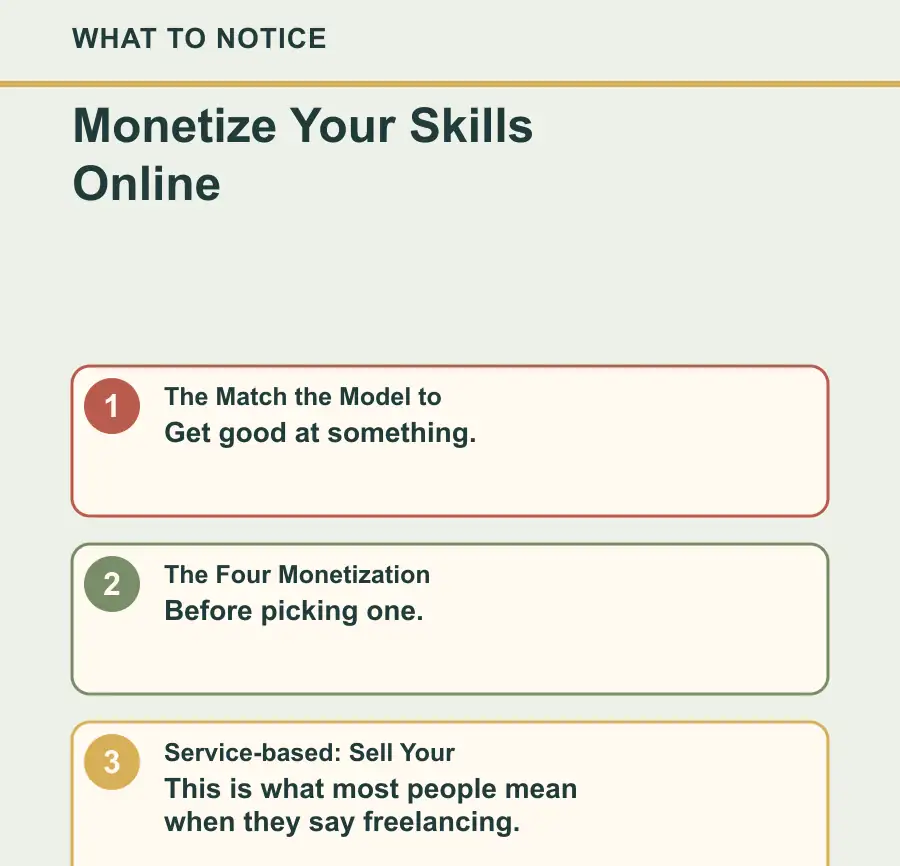 WHAT TO NOTICE
Monetize Your Skills
Online
1
The Match the Model to
Get good at something.
2
The Four Monetization
Before picking one.
3
Service-based: Sell Your
This is what most people mean
when they say freelancing.